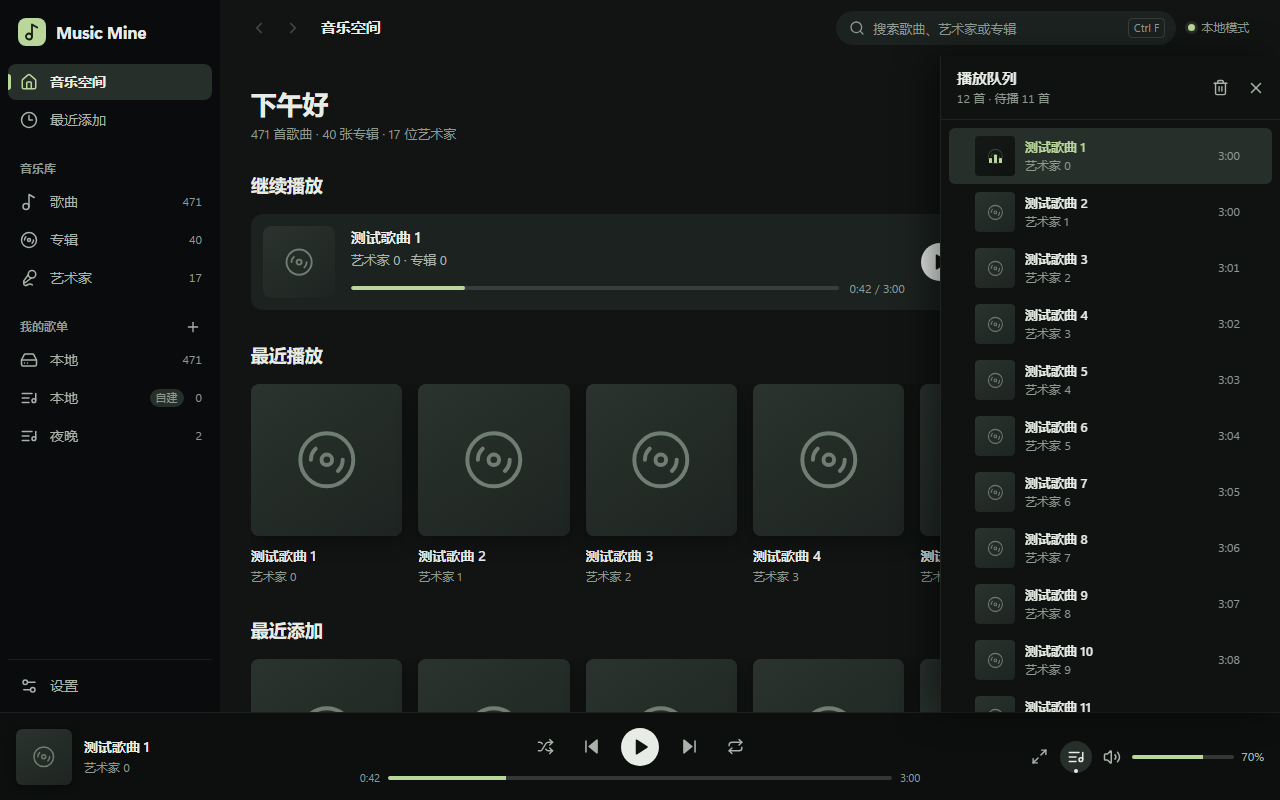 Music Mine
音乐空间
最近添加
音乐库
歌曲 471
专辑 40
艺术家 17
我的歌单
本地 471
本地 自建 0
夜晚 2
设置
音乐空间
搜索歌曲、艺术家或专辑 Ctrl F
本地模式
下午好
471 首歌曲 · 40 张专辑 · 17 位艺术家
继续播放
测试歌曲 1
艺术家 0 · 专辑 0
0:42 / 3:00
最近播放
测试歌曲 1
艺术家 0
测试歌曲 2
艺术家 1
测试歌曲 3
艺术家 2
测试歌曲 4
艺术家 3
最近添加
播放队列
12 首 · 待播 11 首
测试歌曲 1
艺术家 0
3:00
测试歌曲 2
艺术家 1
3:00
测试歌曲 3
艺术家 2
3:01
测试歌曲 4
艺术家 3
3:02
测试歌曲 5
艺术家 4
3:03
测试歌曲 6
艺术家 5
3:04
测试歌曲 7
艺术家 6
3:05
测试歌曲 8
艺术家 7
3:06
测试歌曲 9
艺术家 8
3:07
测试歌曲 10
艺术家 9
3:08
测试歌曲 11
测试歌曲 1
艺术家 0
0:42
3:00
70%